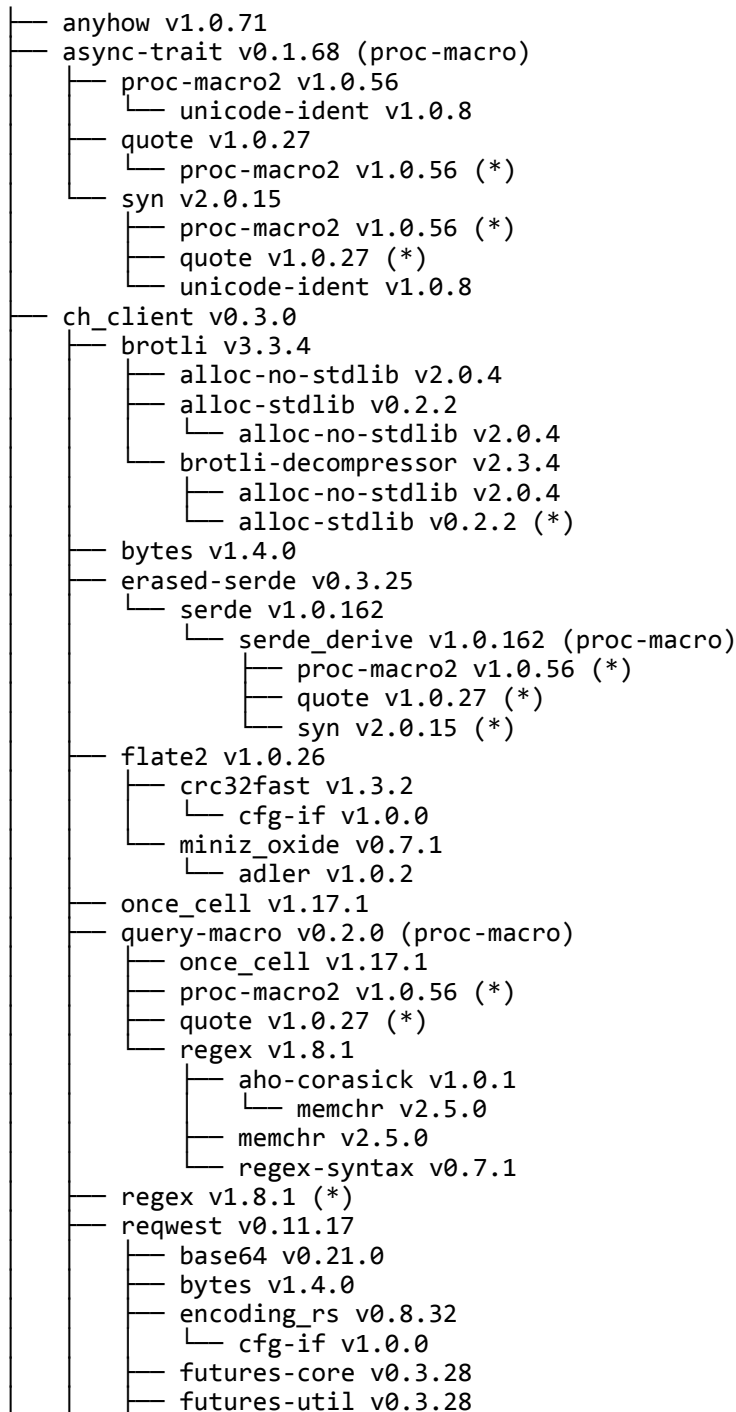 ├── anyhow v1.0.71
├── async-trait v0.1.68 (proc-macro)
│   ├── proc-macro2 v1.0.56
│   │   └── unicode-ident v1.0.8
│   ├── quote v1.0.27
│   │   └── proc-macro2 v1.0.56 (*)
│   └── syn v2.0.15
│       ├── proc-macro2 v1.0.56 (*)
│       ├── quote v1.0.27 (*)
│       └── unicode-ident v1.0.8
├── ch_client v0.3.0
│   ├── brotli v3.3.4
│   │   ├── alloc-no-stdlib v2.0.4
│   │   ├── alloc-stdlib v0.2.2
│   │   │   └── alloc-no-stdlib v2.0.4
│   │   └── brotli-decompressor v2.3.4
│   │       ├── alloc-no-stdlib v2.0.4
│   │       └── alloc-stdlib v0.2.2 (*)
│   ├── bytes v1.4.0
│   ├── erased-serde v0.3.25
│   │   └── serde v1.0.162
│   │       └── serde_derive v1.0.162 (proc-macro)
│   │           ├── proc-macro2 v1.0.56 (*)
│   │           ├── quote v1.0.27 (*)
│   │           └── syn v2.0.15 (*)
│   ├── flate2 v1.0.26
│   │   ├── crc32fast v1.3.2
│   │   │   └── cfg-if v1.0.0
│   │   └── miniz_oxide v0.7.1
│   │       └── adler v1.0.2
│   ├── once_cell v1.17.1
│   ├── query-macro v0.2.0 (proc-macro)
│   │   ├── once_cell v1.17.1
│   │   ├── proc-macro2 v1.0.56 (*)
│   │   ├── quote v1.0.27 (*)
│   │   └── regex v1.8.1
│   │       ├── aho-corasick v1.0.1
│   │       │   └── memchr v2.5.0
│   │       ├── memchr v2.5.0
│   │       └── regex-syntax v0.7.1
│   ├── regex v1.8.1 (*)
│   ├── reqwest v0.11.17
│   │   ├── base64 v0.21.0
│   │   ├── bytes v1.4.0
│   │   ├── encoding_rs v0.8.32
│   │   │   └── cfg-if v1.0.0
│   │   ├── futures-core v0.3.28
│   │   ├── futures-util v0.3.28